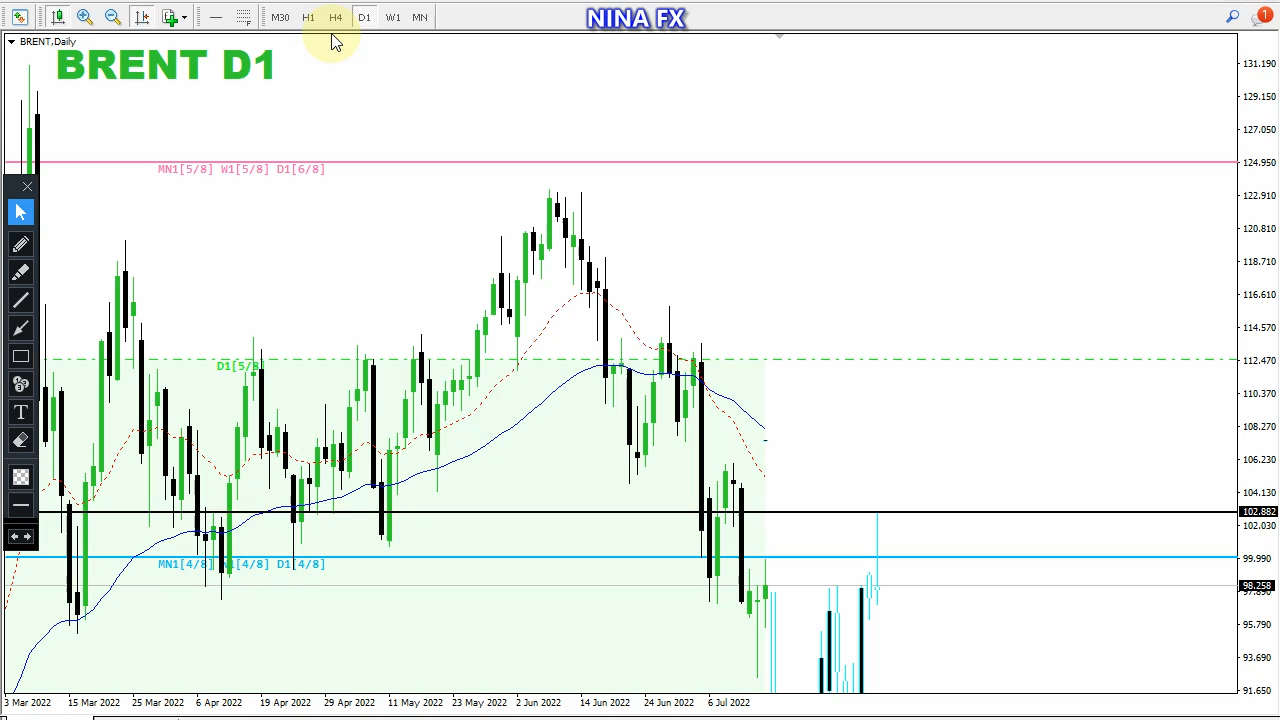 M30 H1 H4 D1 W1 MN
NINA FX
1
BRENT,Daily
BRENT D1
131.190
129.150
127.050
124.950
MN1[5/8] W1[5/8] D1[6/8]
122.910
120.810
118.710
116.610
114.570
112.470
D1[5/8]
110.370
108.270
106.230
104.130
102.882
102.030
99.990
MN1[4/8] W1[4/8] D1[4/8]
98.258
97.890
95.790
93.690
91.650
3 Mar 2022 15 Mar 2022 25 Mar 2022 6 Apr 2022 19 Apr 2022 29 Apr 2022 11 May 2022 23 May 2022 2 Jun 2022 14 Jun 2022 24 Jun 2022 6 Jul 2022